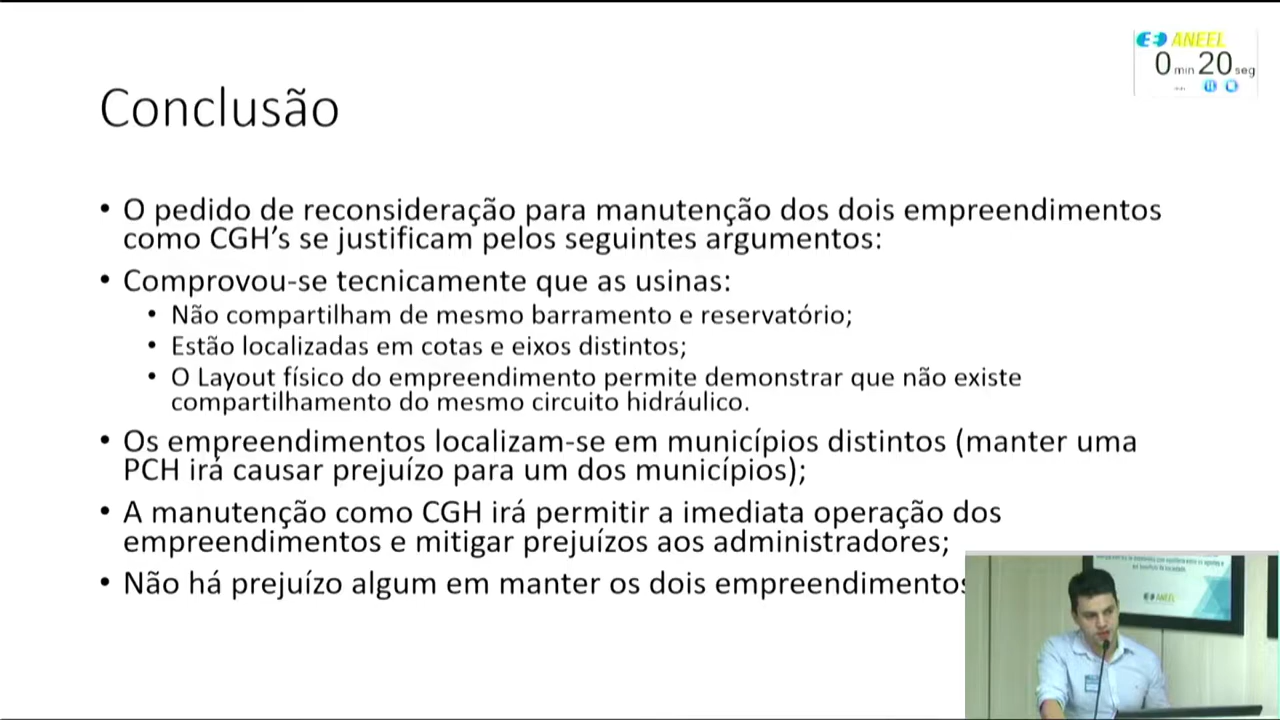 ANEEL
0 min 20 seg
Conclusão
• O pedido de reconsideração para manutenção dos dois empreendimentos
como CGH’s se justificam pelos seguintes argumentos:
• Comprovou-se tecnicamente que as usinas:
• Não compartilham de mesmo barramento e reservatório;
• Estão localizadas em cotas e eixos distintos;
• O Layout físico do empreendimento permite demonstrar que não existe
compartilhamento do mesmo circuito hidráulico.
• Os empreendimentos localizam-se em municípios distintos (manter uma
PCH irá causar prejuízo para um dos municípios);
• A manutenção como CGH irá permitir a imediata operação dos
empreendimentos e mitigar prejuízos aos administradores;
• Não há prejuízo algum em manter os dois empreendimentos
ANEEL